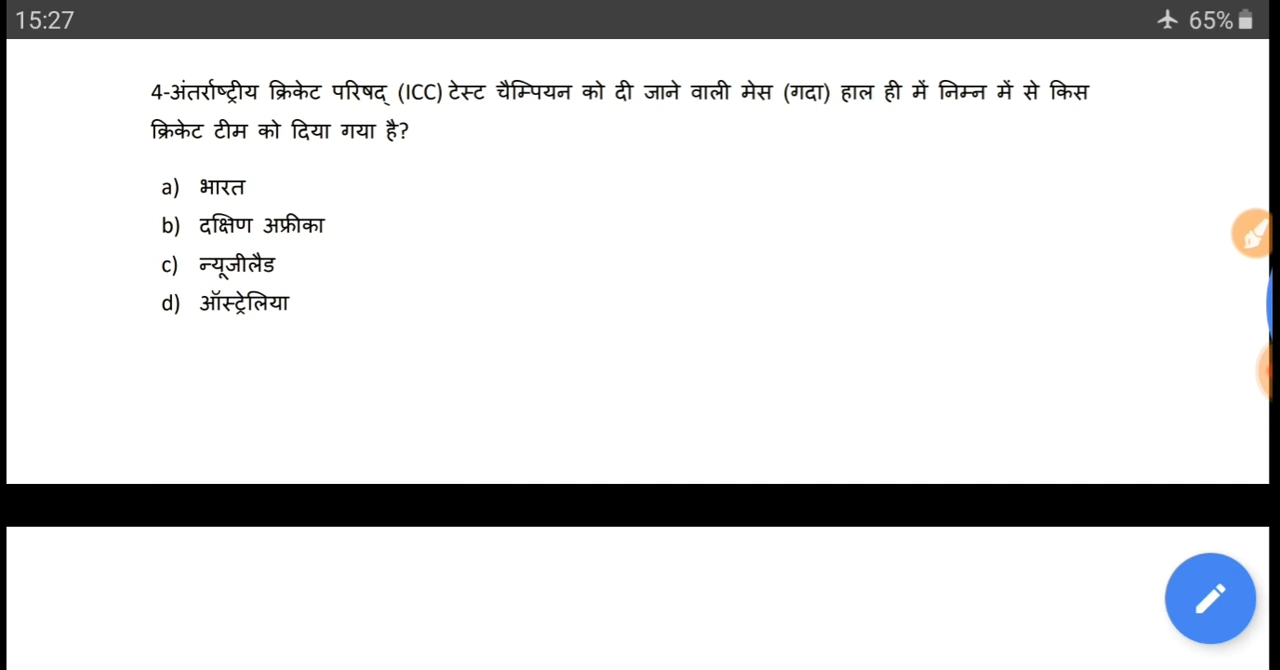 15:27
65%
4-अंतर्राष्ट्रीय क्रिकेट परिषद् (ICC) टेस्ट चैम्पियन को दी जाने वाली मेस (गदा) हाल ही में निम्न में से किस
क्रिकेट टीम को दिया गया है?
a) भारत
b) दक्षिण अफ्रीका
c) न्यूजीलैड
d) ऑस्ट्रेलिया